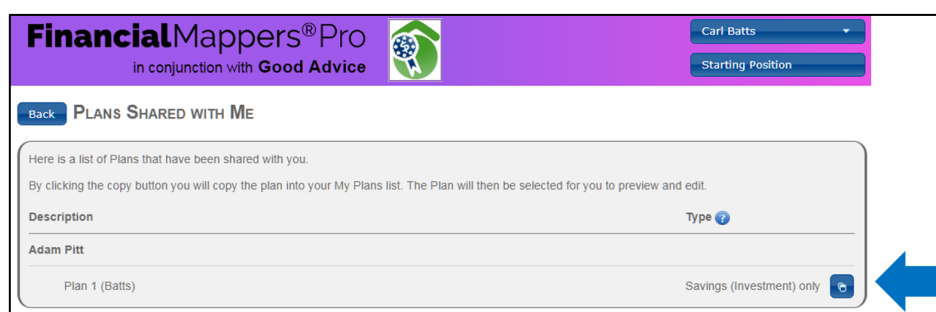 FinancialMappers®Pro
in conjunction with Good Advice
Carl Batts
Starting Position
Back PLANS SHARED WITH ME
Here is a list of Plans that have been shared with you.
By clicking the copy button you will copy the plan into your My Plans list. The Plan will then be selected for you to preview and edit.
Description Type ?
Adam Pitt
Plan 1 (Batts) Savings (Investment) only